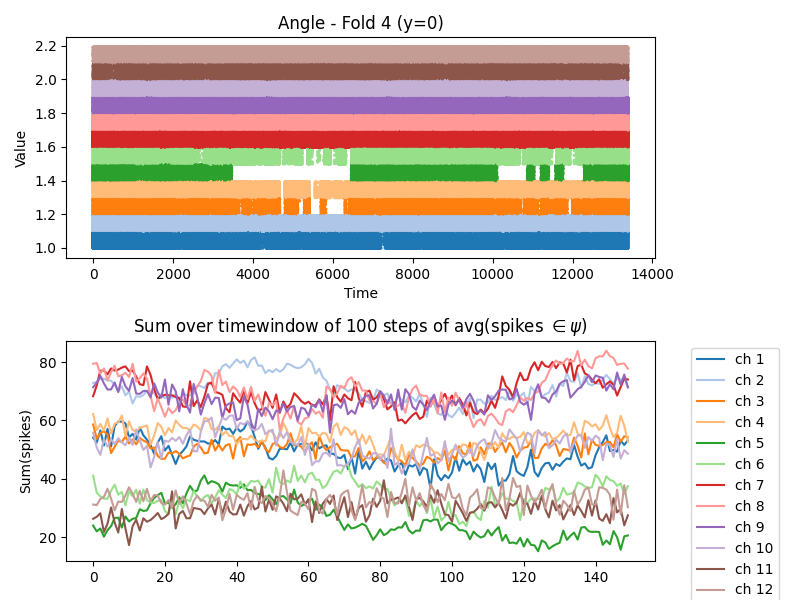 Angle - Fold 4 (y=0)
2.2
2.0
1.8
1.6
1.4
1.2
1.0
Value
0 2000 4000 6000 8000 10000 12000 14000
Time
Sum over timewindow of 100 steps of avg(spikes ∈ ψ)
80
60
40
20
Sum(spikes)
0 20 40 60 80 100 120 140
ch 1
ch 2
ch 3
ch 4
ch 5
ch 6
ch 7
ch 8
ch 9
ch 10
ch 11
ch 12